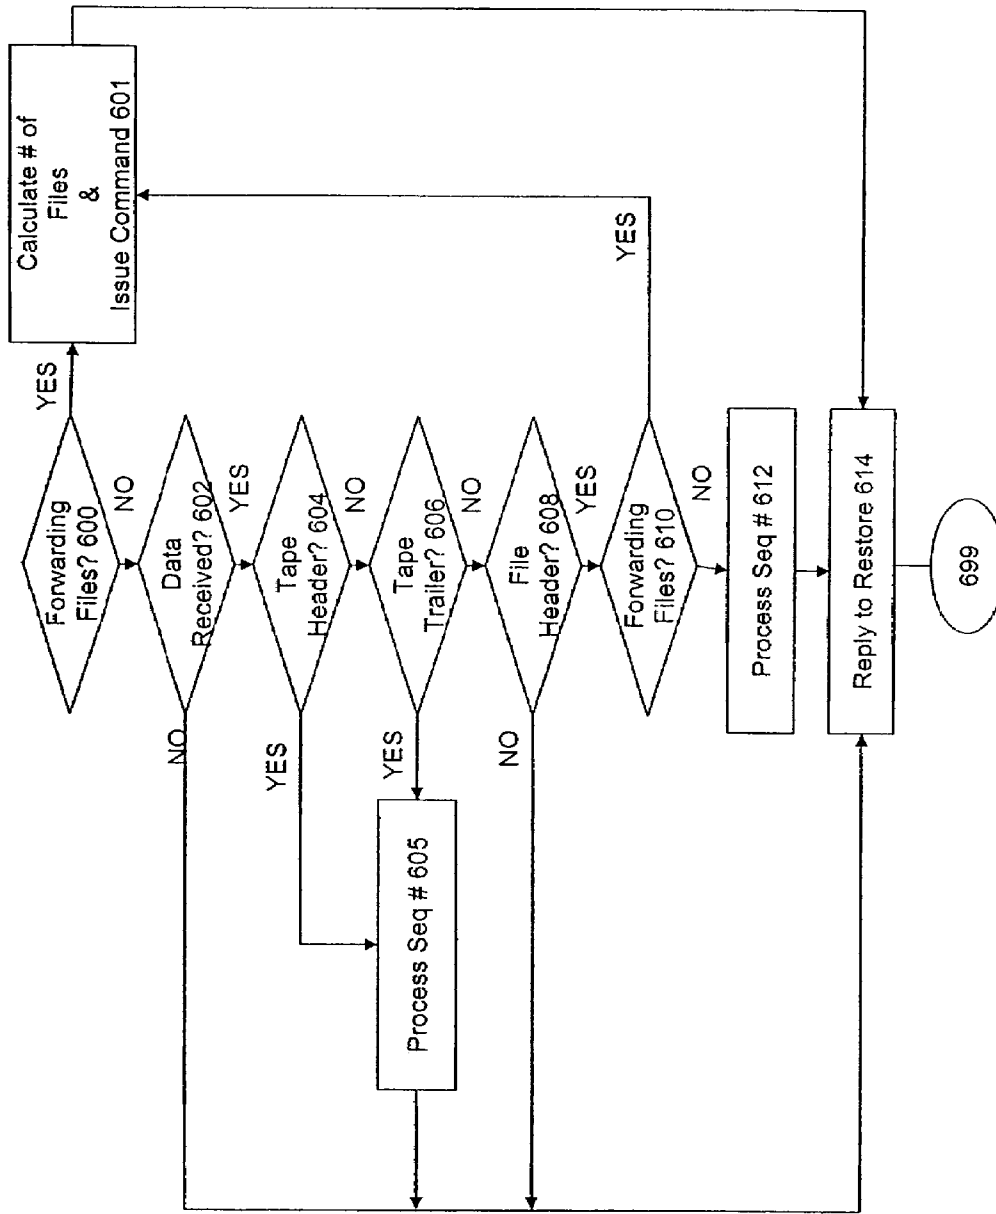 Forwarding
Files? 600
YES
Calculate # of
Files
&
Issue Command 601
NO
Data
Received? 602
NO
YES
Tape
Header? 604
YES
NO
Tape
Trailer? 606
YES
NO
Process Seq # 605
File
Header? 608
NO
YES
Forwarding
Files? 610
YES
NO
Process Seq # 612
Reply to Restore 614
699